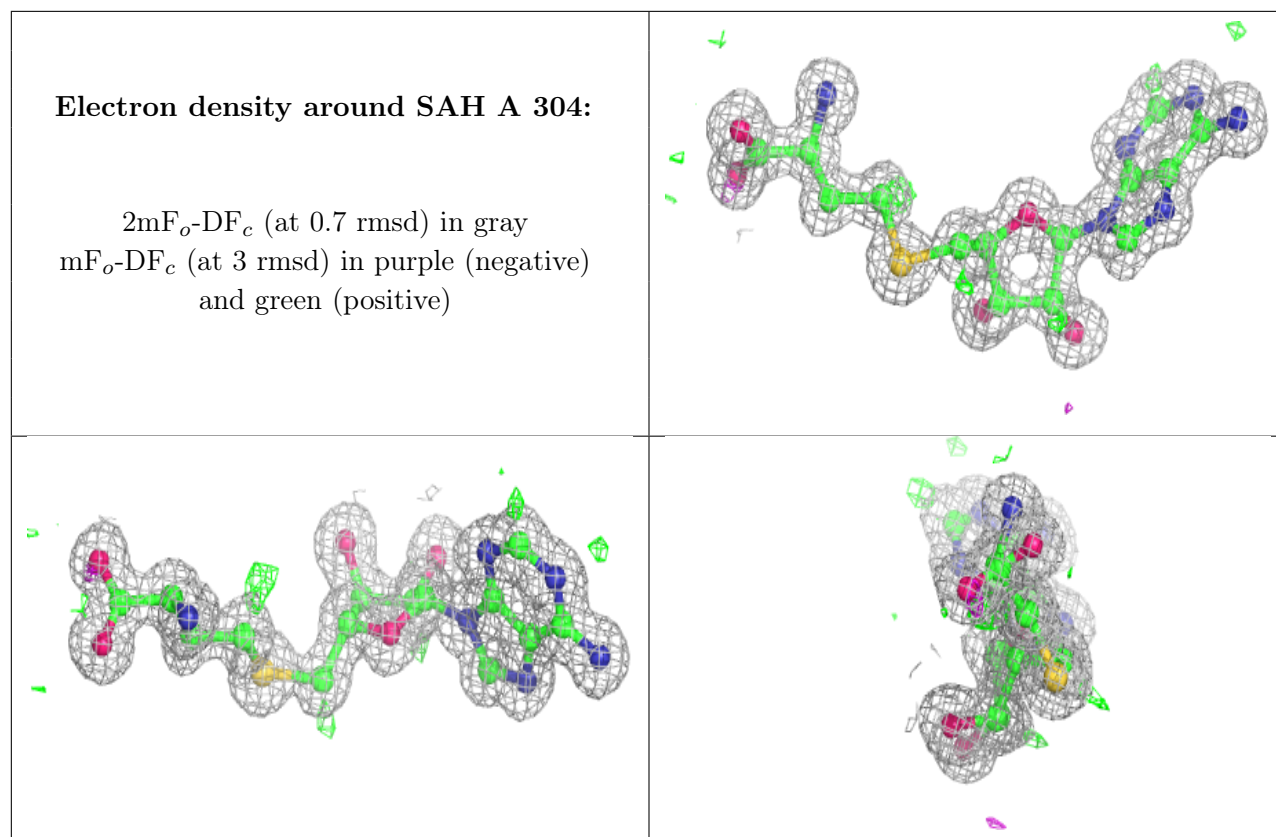 Electron density around SAH A 304:
2mFo-DFc (at 0.7 rmsd) in gray
mFo-DFc (at 3 rmsd) in purple (negative)
and green (positive)